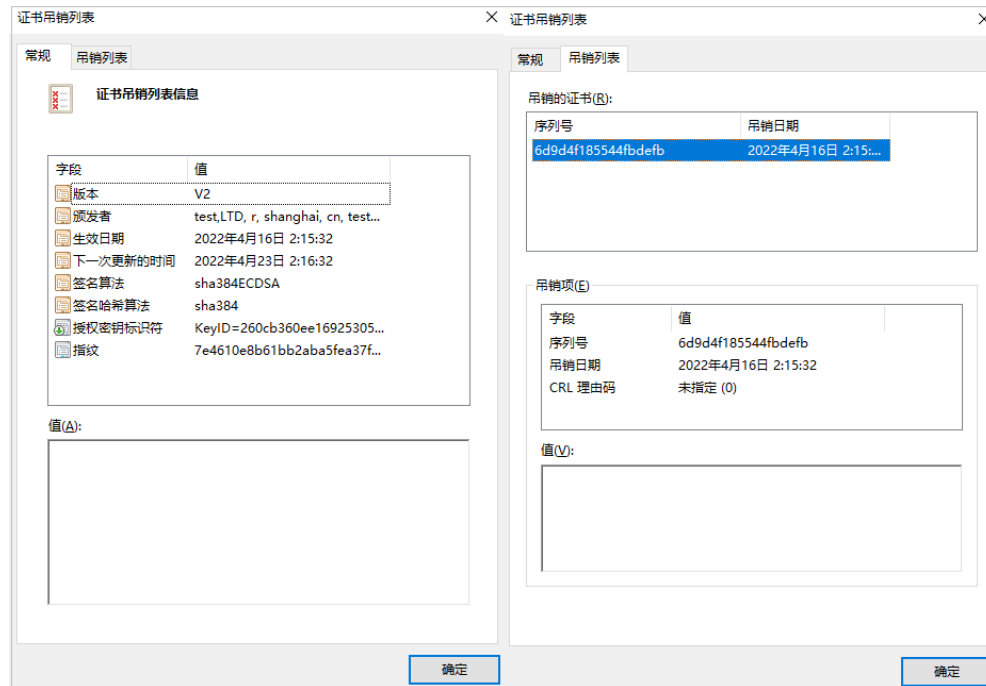 证书吊销列表
常规
吊销列表
证书吊销列表信息
字段 值
版本 V2
颁发者 test,LTD, r, shanghai, cn, test...
生效日期 2022年4月16日 2:15:32
下一次更新的时间 2022年4月23日 2:16:32
签名算法 sha384ECDSA
签名哈希算法 sha384
授权密钥标识符 KeyID=260cb360ee16925305...
指纹 7e4610e8b61bb2aba5fea37f...
值(A):
确定
证书吊销列表
常规
吊销列表
吊销的证书(R):
序列号 吊销日期
6d9d4f185544fbdefb 2022年4月16日 2:15:...
吊销项(E)
字段 值
序列号 6d9d4f185544fbdefb
吊销日期 2022年4月16日 2:15:32
CRL 理由码 未指定 (0)
值(V):
确定